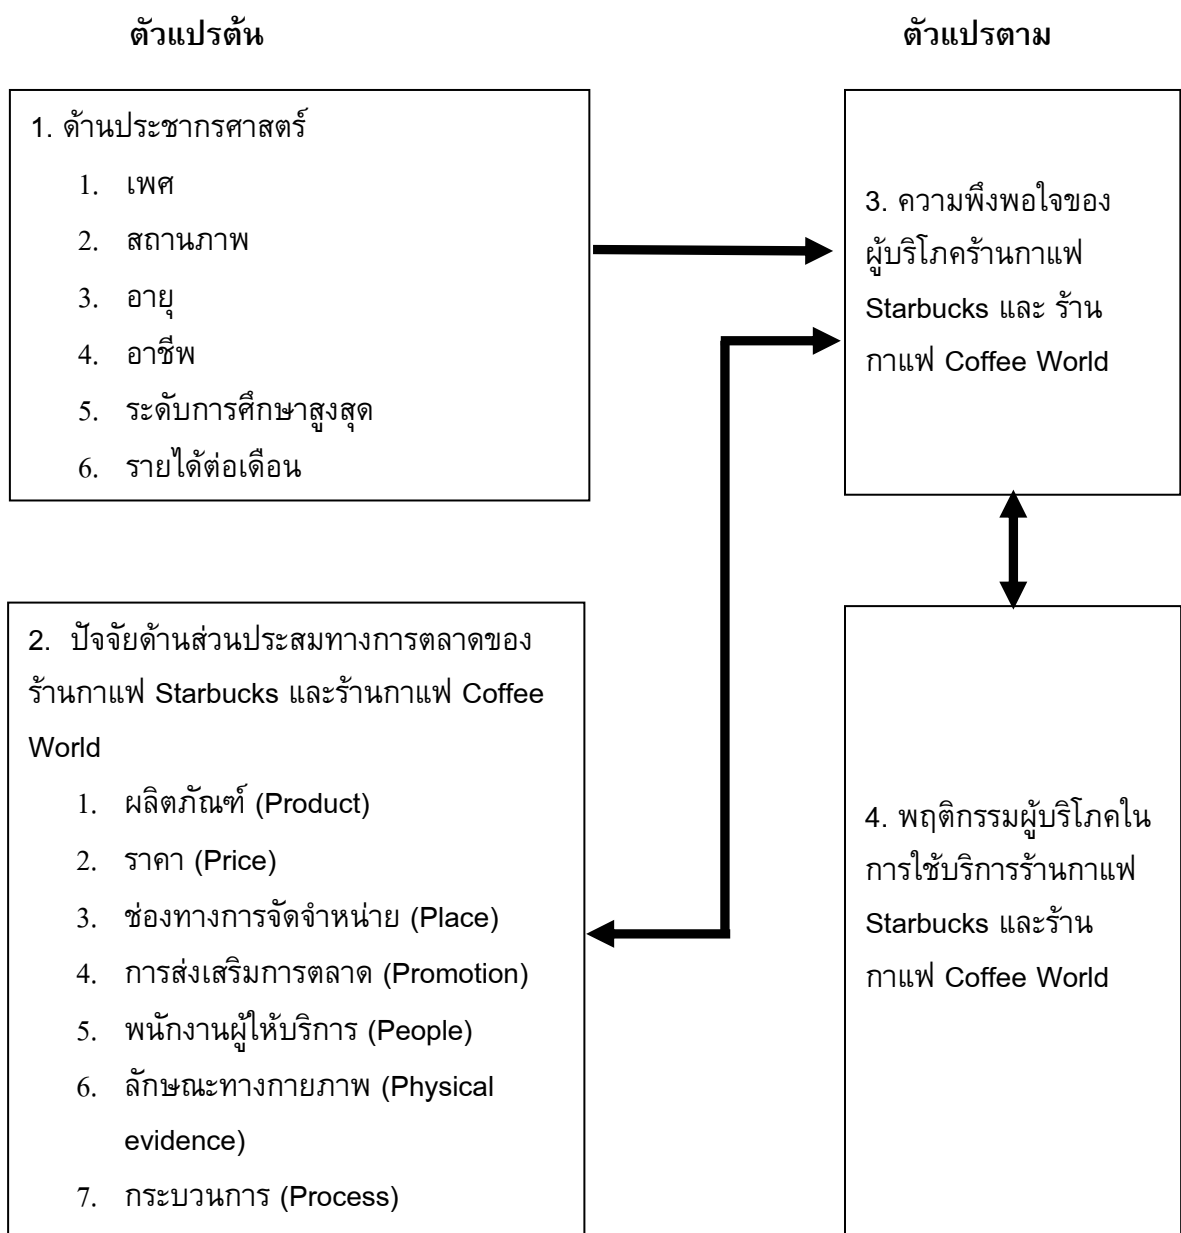 ตัวแปรต้น
ตัวแปรตาม
1. ด้านประชากรศาสตร์
1. เพศ
2. สถานภาพ
3. อายุ
4. อาชีพ
5. ระดับการศึกษาสูงสุด
6. รายได้ต่อเดือน
3. ความพึงพอใจของ
ผู้บริโภคร้านกาแฟ
Starbucks และ ร้าน
กาแฟ Coffee World
2. ปัจจัยด้านส่วนประสมทางการตลาดของ
ร้านกาแฟ Starbucks และร้านกาแฟ Coffee
World
1. ผลิตภัณฑ์ (Product)
2. ราคา (Price)
3. ช่องทางการจัดจำหน่าย (Place)
4. การส่งเสริมการตลาด (Promotion)
5. พนักงานผู้ให้บริการ (People)
6. ลักษณะทางกายภาพ (Physical
evidence)
7. กระบวนการ (Process)
4. พฤติกรรมผู้บริโภคใน
การใช้บริการร้านกาแฟ
Starbucks และร้าน
กาแฟ Coffee World